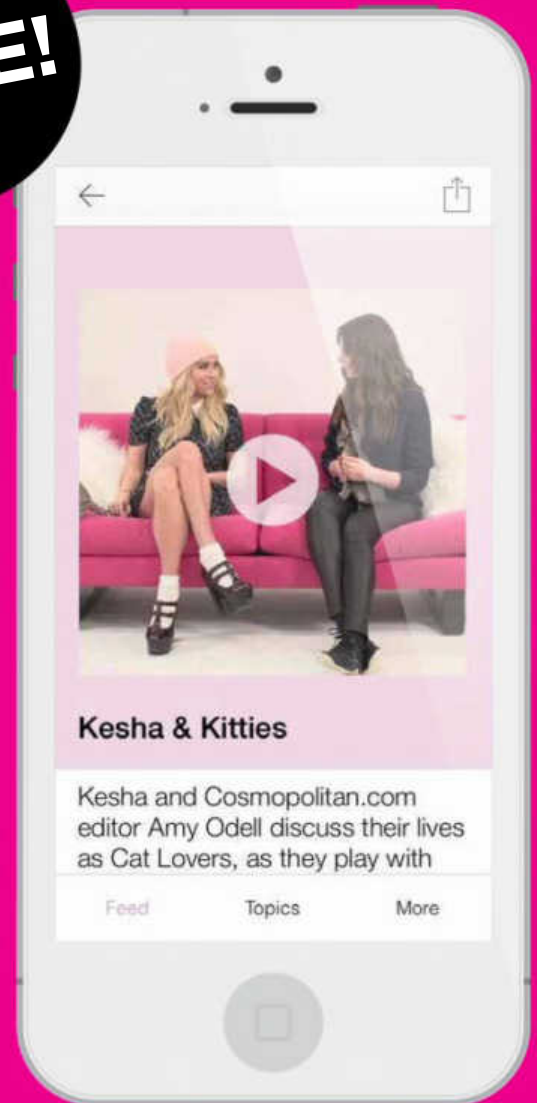 E!
Kesha & Kitties
Kesha and Cosmopolitan.com
editor Amy Odell discuss their lives
as Cat Lovers, as they play with
Feed Topics More